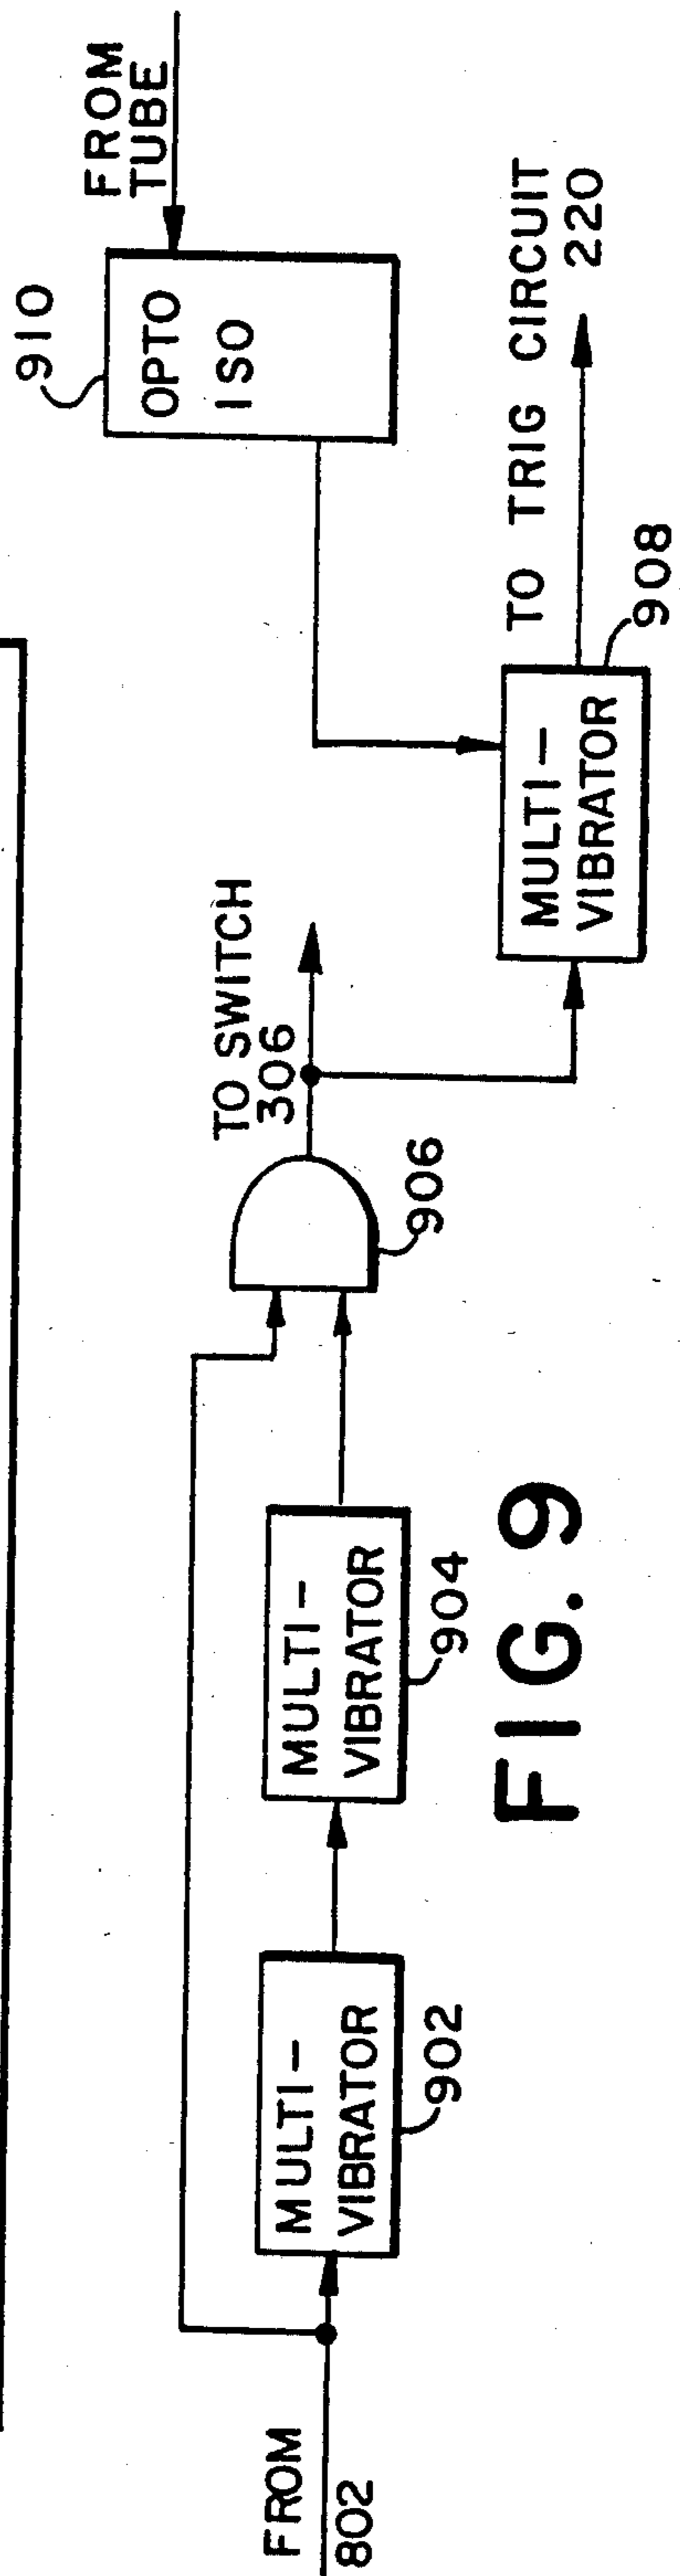 FROM
802
MULTI-
VIBRATOR
902
MULTI-
VIBRATOR
904
906
TO SWITCH
306
MULTI-
VIBRATOR
908
TO TRIG CIRCUIT
220
910
OPTO
ISO
FROM
TUBE
FIG. 9